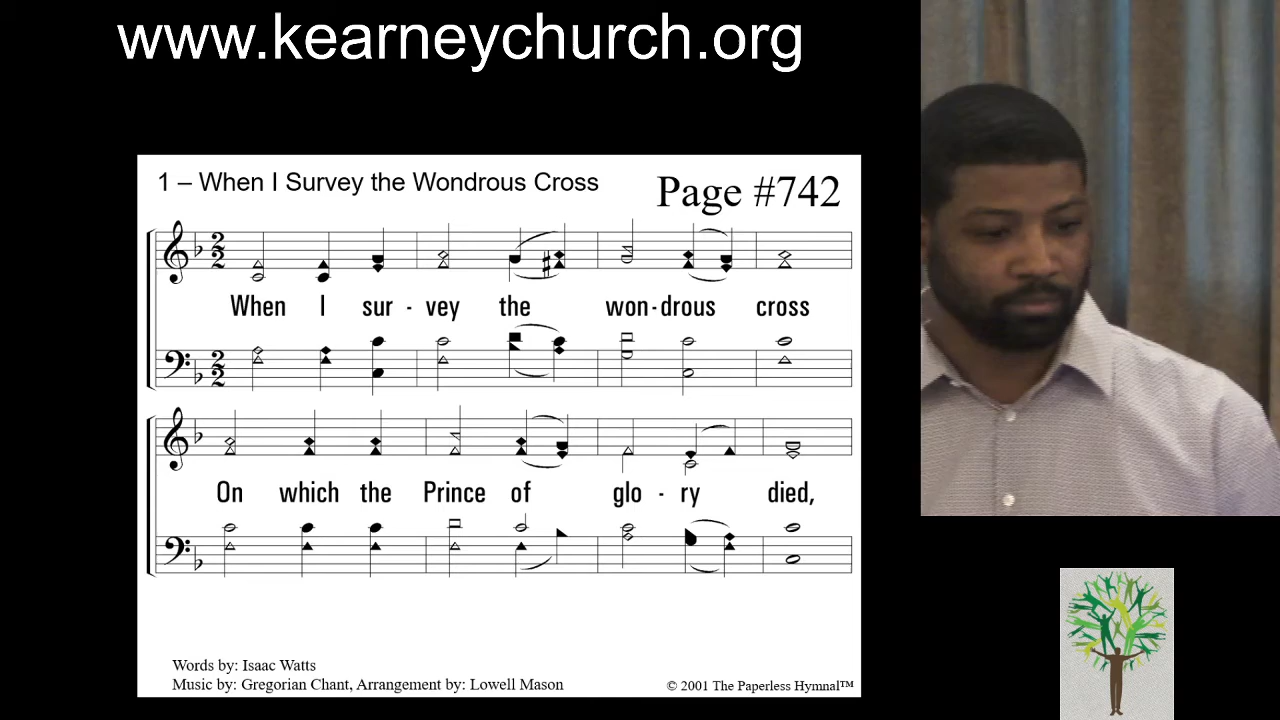 www.kearneychurch.org
1 – When I Survey the Wondrous Cross
Page #742
When I sur - vey the won - drous cross
On which the Prince of glo - ry died,
Words by: Isaac Watts
Music by: Gregorian Chant, Arrangement by: Lowell Mason
© 2001 The Paperless Hymnal™